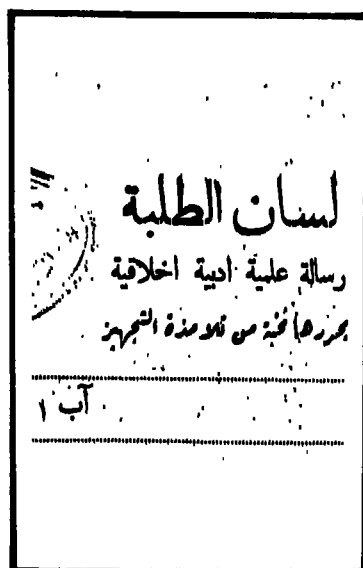 لسان الطلبة
رسالة علمية ادبية اخلاقية
يحررها نخبة من تلامذة التجهيز
آب ١